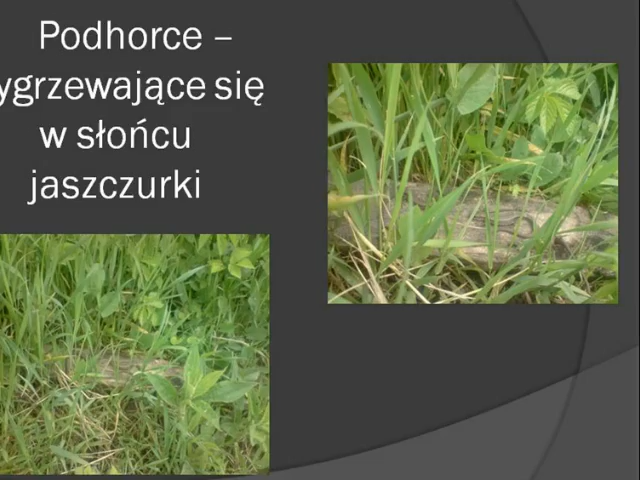 Podhorce –
ygrzewające się
w słońcu
jaszczurki